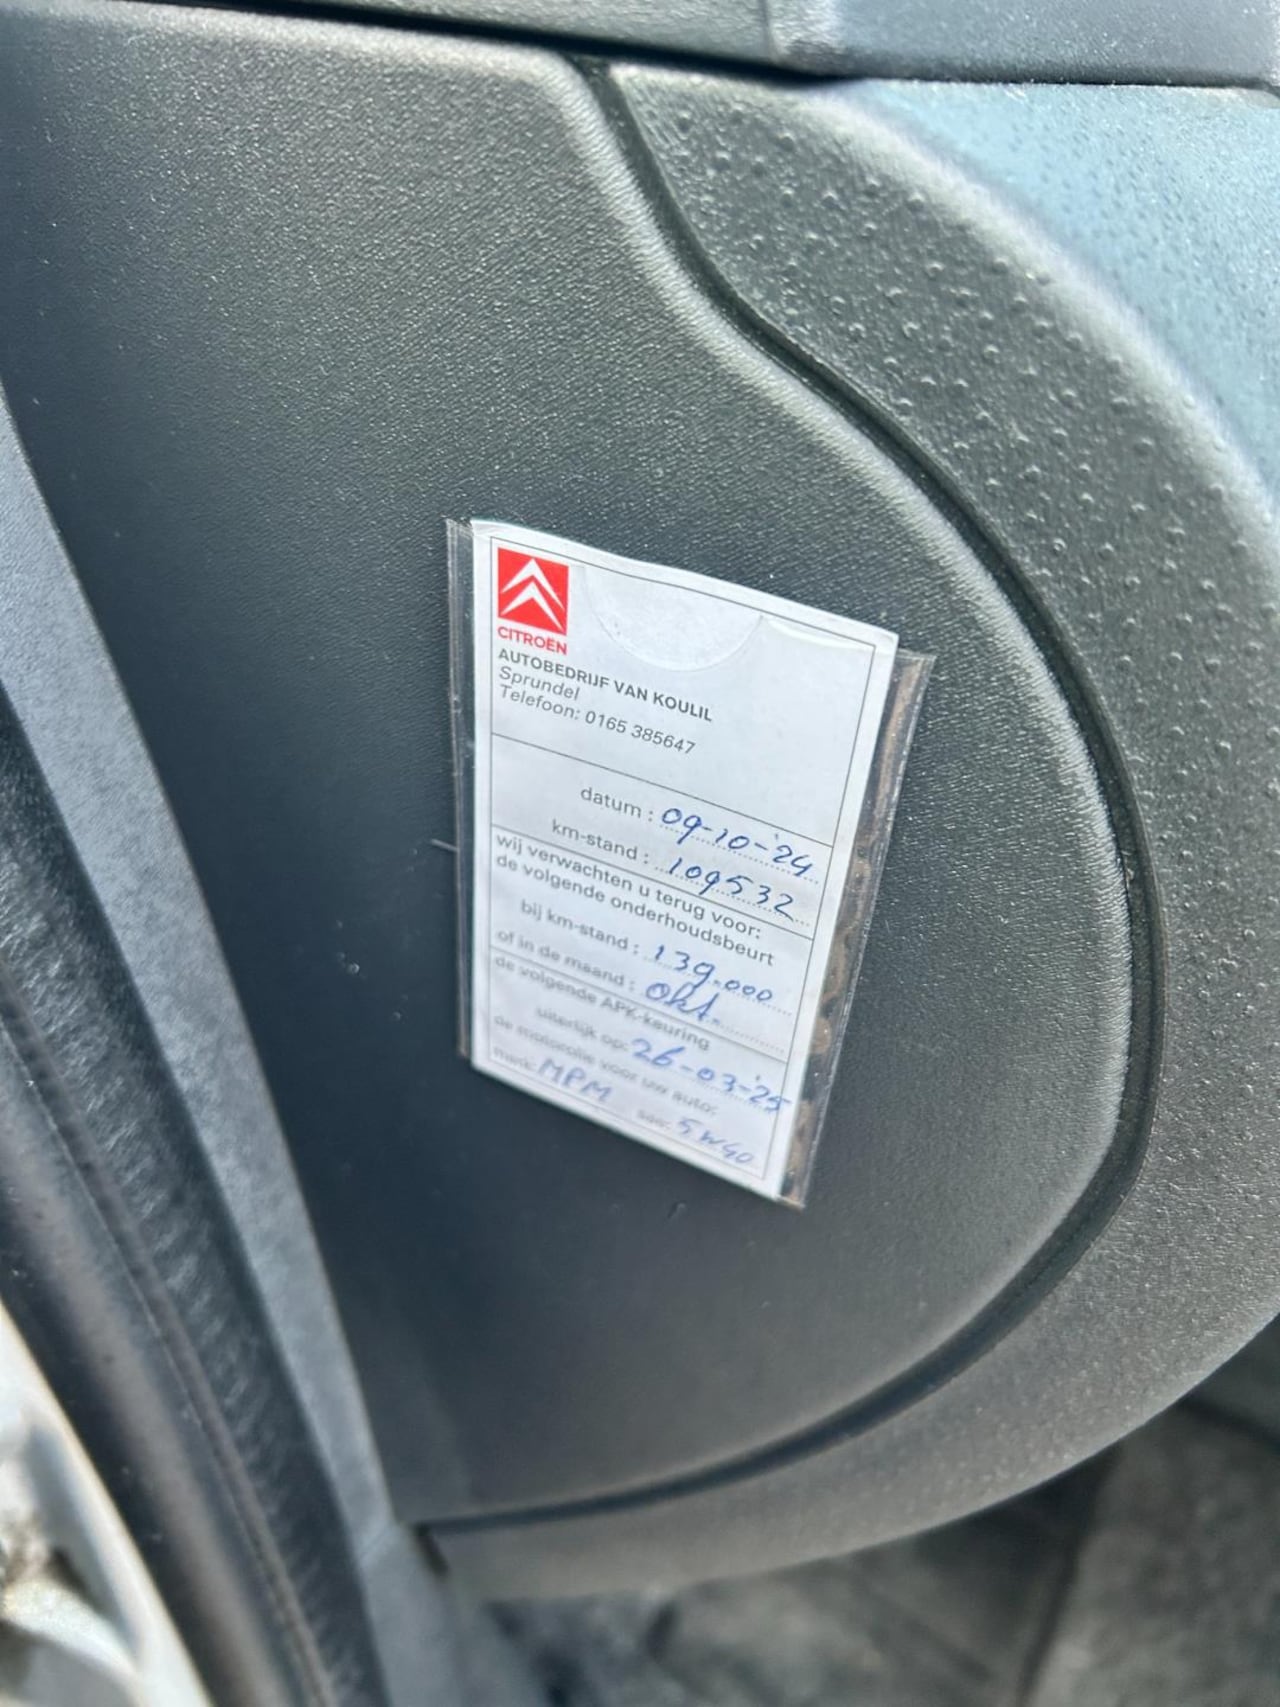 CITROËN
AUTOBEDRIJF VAN KOULIL
Sprundel
Telefoon: 0165 385647
datum : 09-10-'24
km-stand : 109532
wij verwachten u terug voor:
de volgende onderhoudsbeurt
bij km-stand : 139.000
of in de maand : Okt.
de volgende APK-keuring
uiterlijk op: 26-03-'25
de motorolie voor uw auto:
merk: MPM sae: 5W40